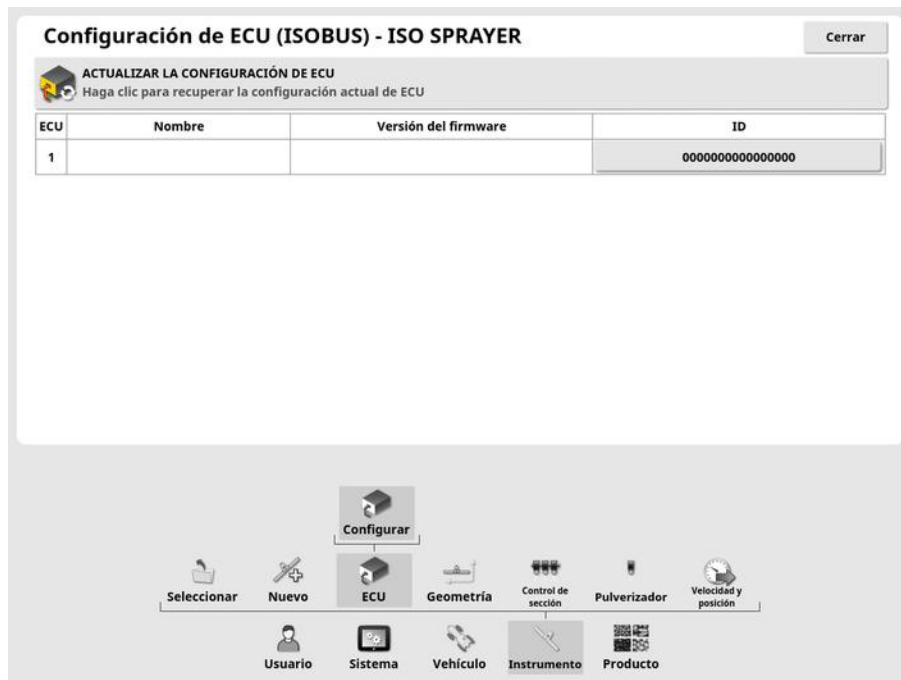 Configuración de ECU (ISOBUS) - ISO SPRAYER
Cerrar
ACTUALIZAR LA CONFIGURACIÓN DE ECU
Haga clic para recuperar la configuración actual de ECU
ECU Nombre Versión del firmware ID
1 0000000000000000
Configurar
Seleccionar Nuevo ECU Geometría Control de sección Pulverizador Velocidad y posición
Usuario Sistema Vehículo Instrumento Producto